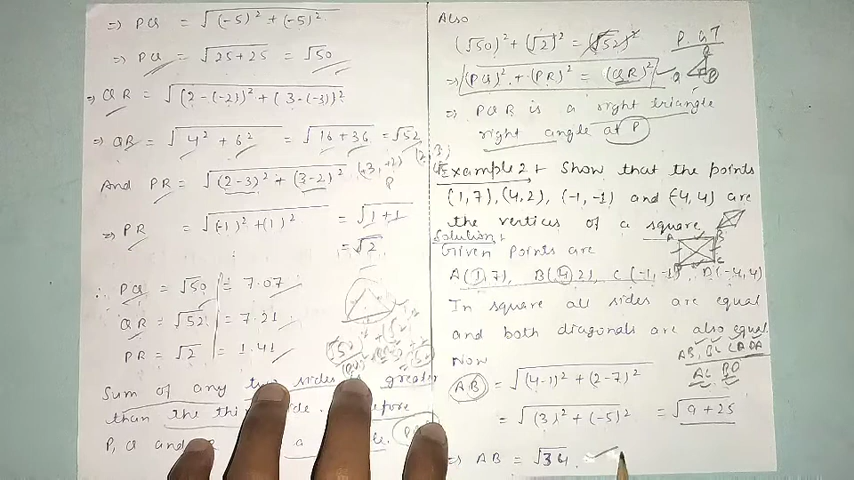 => PQ = √(-5)² + (-5)²
=> PQ = √25+25 = √50
=> QR = √(2-(-2))² + (3-(-3))²
=> QR = √4² + 6² = √16+36 = √52
And PR = √(2-3)² + (3-2)²
P
=> PR = √(-1)² + (1)² = √1+1
= √2
∴ PQ = √50 = 7.07
QR = √52 = 7.21
PR = √2 = 1.41
Sum of any two sides greater
than the
P, Q and a
Also
(√50)² + (√2)² = (√52)²
=> (PQ)² + (PR)² = (QR)²
P.G.T
=> PQR is a right triangle
right angle at P
Example 2 + Show that the points
(1,7), (4,2), (-1,-1) and (-4,4) are
the vertices of a square
Solution +
Given points are
A(1,7), B(4,2), C(-1,-1), D(-4,4)
In square all sides are equal
and both diagonals are also equal
AB, BC CD DA
AC BD
Now
AB = √(4-1)² + (2-7)²
= √(3)² + (-5)² = √9+25
=> AB = √34